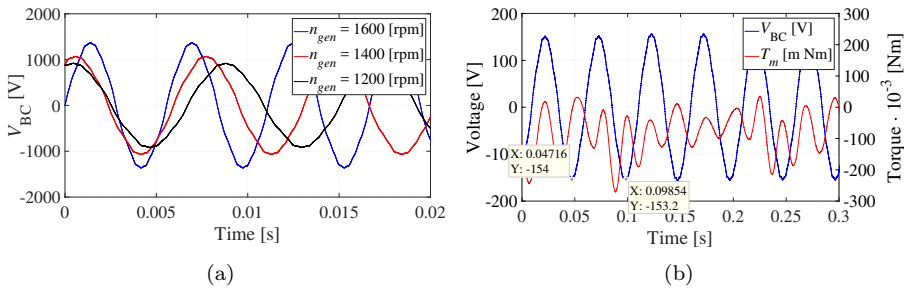 2000
1000
0
-1000
-2000
V_BC [V]
0
0.005
0.01
0.015
0.02
Time [s]
n_gen = 1600 [rpm]
n_gen = 1400 [rpm]
n_gen = 1200 [rpm]
(a)
200
100
0
-100
-200
Voltage [V]
X: 0.04716
Y: -154
X: 0.09854
Y: -153.2
0
0.05
0.1
0.15
0.2
0.25
0.3
Time [s]
V_BC [V]
T_m [m Nm]
300
200
100
0
-100
-200
-300
Torque · 10^-3 [Nm]
(b)